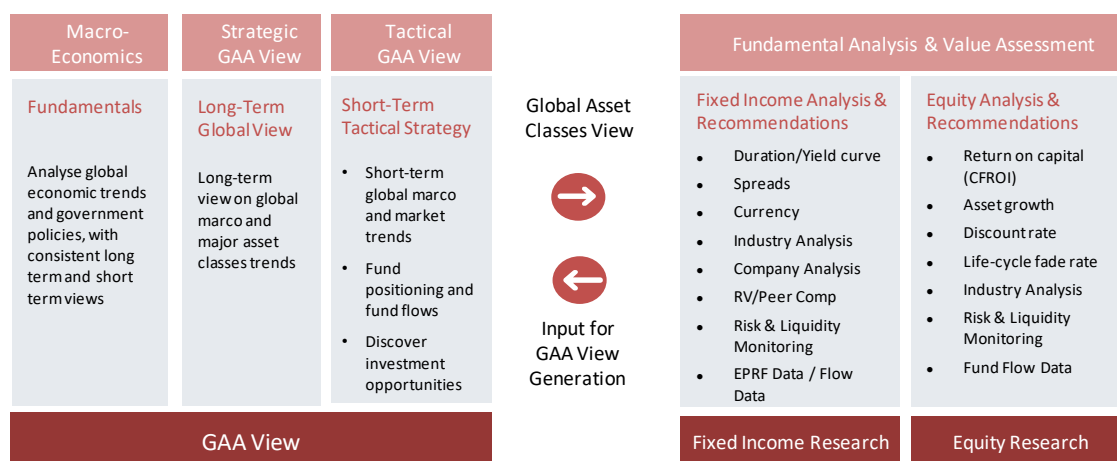 Macro-
Economics
Strategic
GAA View
Tactical
GAA View
Fundamental Analysis & Value Assessment
Fundamentals
Analyse global
economic trends
and government
policies, with
consistent long
term and short
term views
Long-Term
Global View
Long-term
view on global
marco and
major asset
classes trends
Short-Term
Tactical Strategy
• Short-term
global marco
and market
trends
• Fund
positioning and
fund flows
• Discover
investment
opportunities
GAA View
Global Asset
Classes View
Input for
GAA View
Generation
Fixed Income Analysis &
Recommendations
• Duration/Yield curve
• Spreads
• Currency
• Industry Analysis
• Company Analysis
• RV/Peer Comp
• Risk & Liquidity
Monitoring
• EPRF Data / Flow
Data
Fixed Income Research
Equity Analysis &
Recommendations
• Return on capital
(CFROI)
• Asset growth
• Discount rate
• Life-cycle fade rate
• Industry Analysis
• Risk & Liquidity
Monitoring
• Fund Flow Data
Equity Research